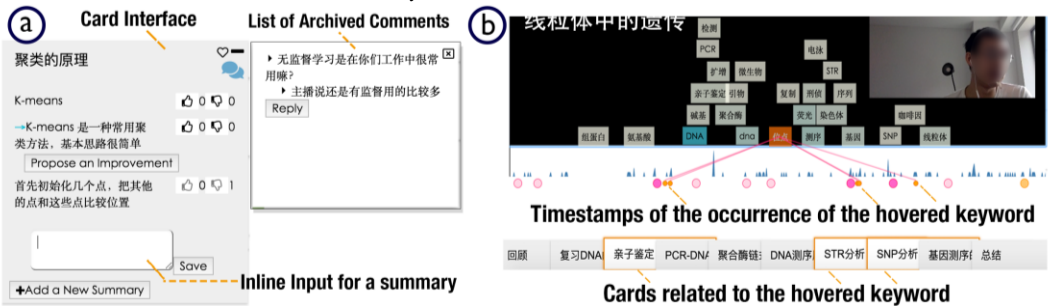 a
Card Interface
List of Archived Comments
聚类的原理
K-means
0 0
→K-means 是一种常用聚
类方法，基本思路很简单
0 0
Propose an Improvement
首先初始化几个点，把其他
的点和这些点比较位置
0 1
Save
+Add a New Summary
无监督学习是在你们工作中很常
用嘛?
主播说还是有监督用的比较多
Reply
Inline Input for a summary
b
线粒体中的遗传
检测
PCR 电泳
扩增 微生物 STR
亲子鉴定 引物 复制 刑侦 序列
碱基 聚合酶 荧光 染色体 咖啡因
组蛋白 氨基酸 DNA dna 位点 测序 基因 SNP 线粒体
Timestamps of the occurrence of the hovered keyword
回顾 复习DNA 亲子鉴定 PCR-DNA 聚合酶链 DNA测序 STR分析 SNP分析 基因测序 总结
Cards related to the hovered keyword